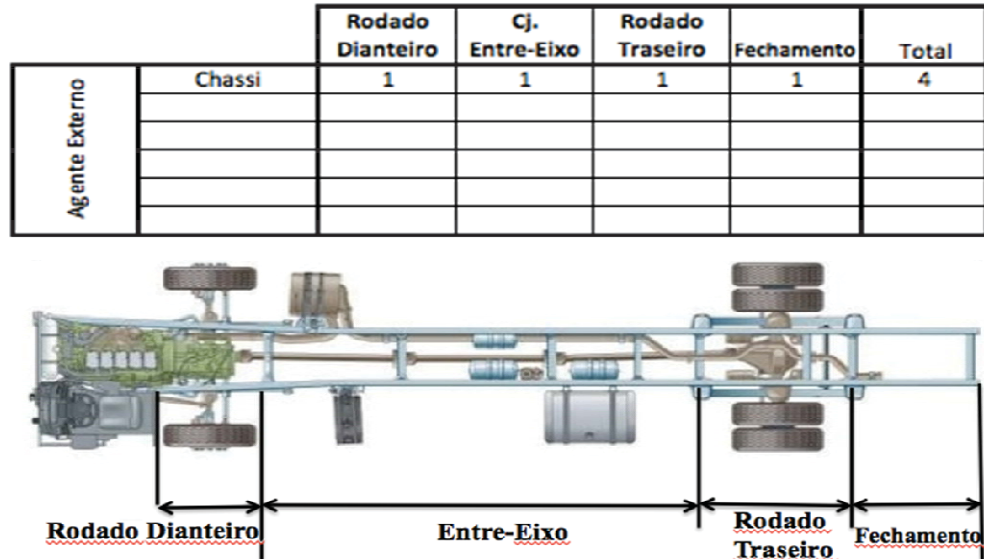 Rodado Dianteiro Cj. Entre-Eixo Rodado Traseiro Fechamento Total
Agente Externo
Chassi 1 1 1 1 4
Rodado Dianteiro Entre-Eixo Rodado Traseiro Fechamento